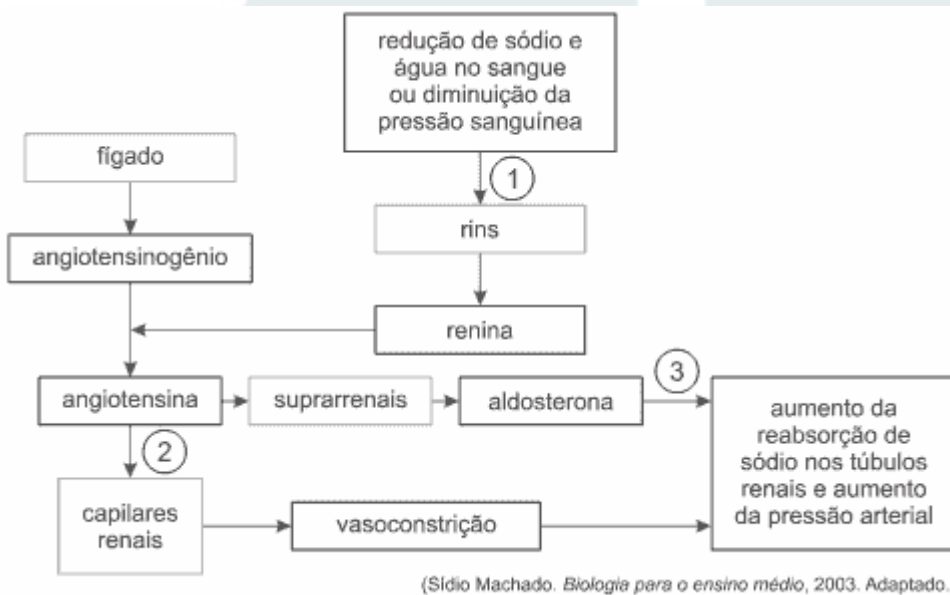 redução de sódio e
água no sangue
ou diminuição da
pressão sanguínea
fígado
1
rins
angiotensinogênio
renina
angiotensina
suprarrenais
aldosterona
3
aumento da
reabsorção de
sódio nos túbulos
renais e aumento
da pressão arterial
2
capilares
renais
vasoconstrição
(Sídio Machado. Biologia para o ensino médio, 2003. Adaptado.